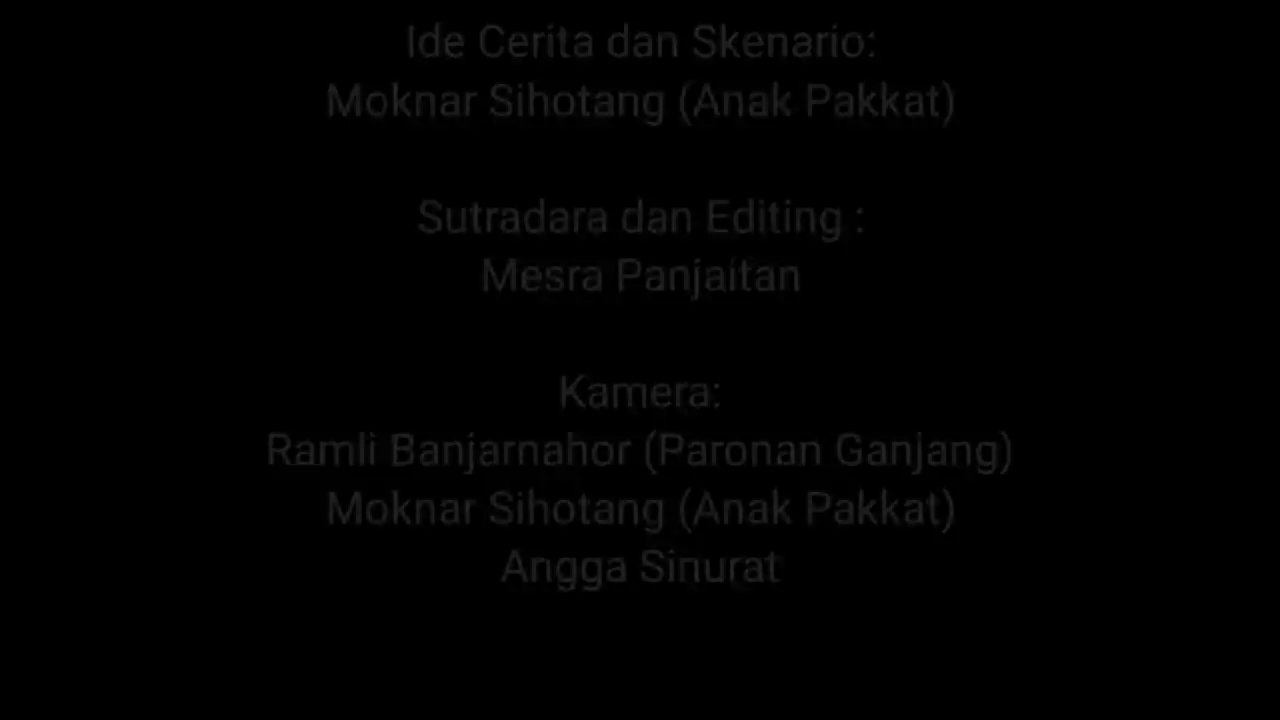 Ide Cerita dan Skenario:
Moknar Sihotang (Anak Pakkat)
Sutradara dan Editing :
Mesra Panjaitan
Kamera:
Ramli Banjarnahor (Paronan Ganjang)
Moknar Sihotang (Anak Pakkat)
Angga Sinurat